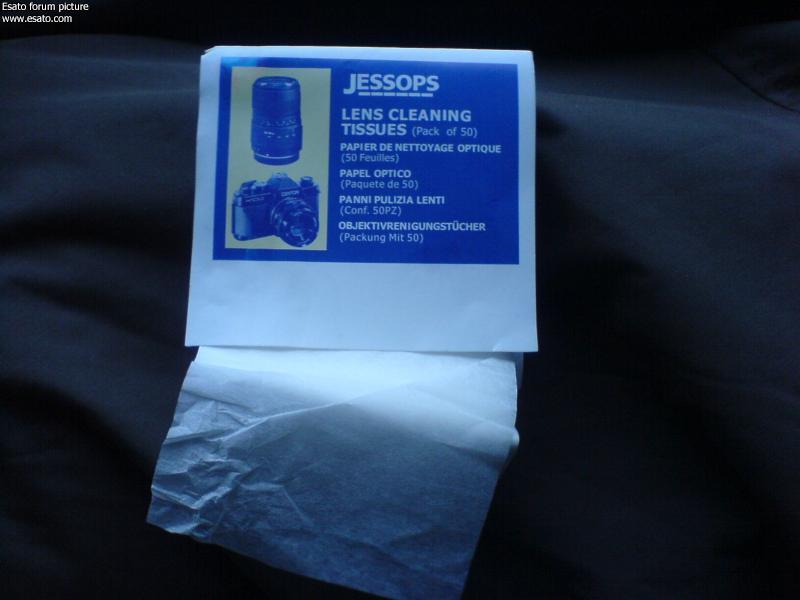 Esato forum picture
www.esato.com
JESSOPS
LENS CLEANING
TISSUES (Pack of 50)
PAPIER DE NETTOYAGE OPTIQUE
(50 Feuilles)
PAPEL OPTICO
(Paquete de 50)
PANNI PULIZIA LENTI
(Conf. 50PZ)
OBJEKTIVRENIGUNGSTÜCHER
(Packung Mit 50)